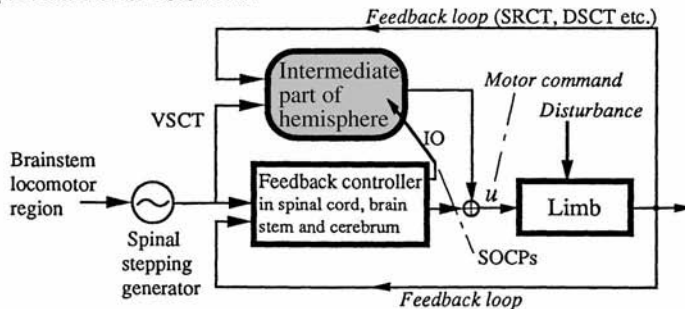 Feedback loop (SRCT, DSCT etc.)
Intermediate
part of
hemisphere
Motor command
Disturbance
VSCT
IO
Brainstem
locomotor
region
Feedback controller
in spinal cord, brain
stem and cerebrum
u
Limb
Spinal
stepping
generator
SOCPs
Feedback loop